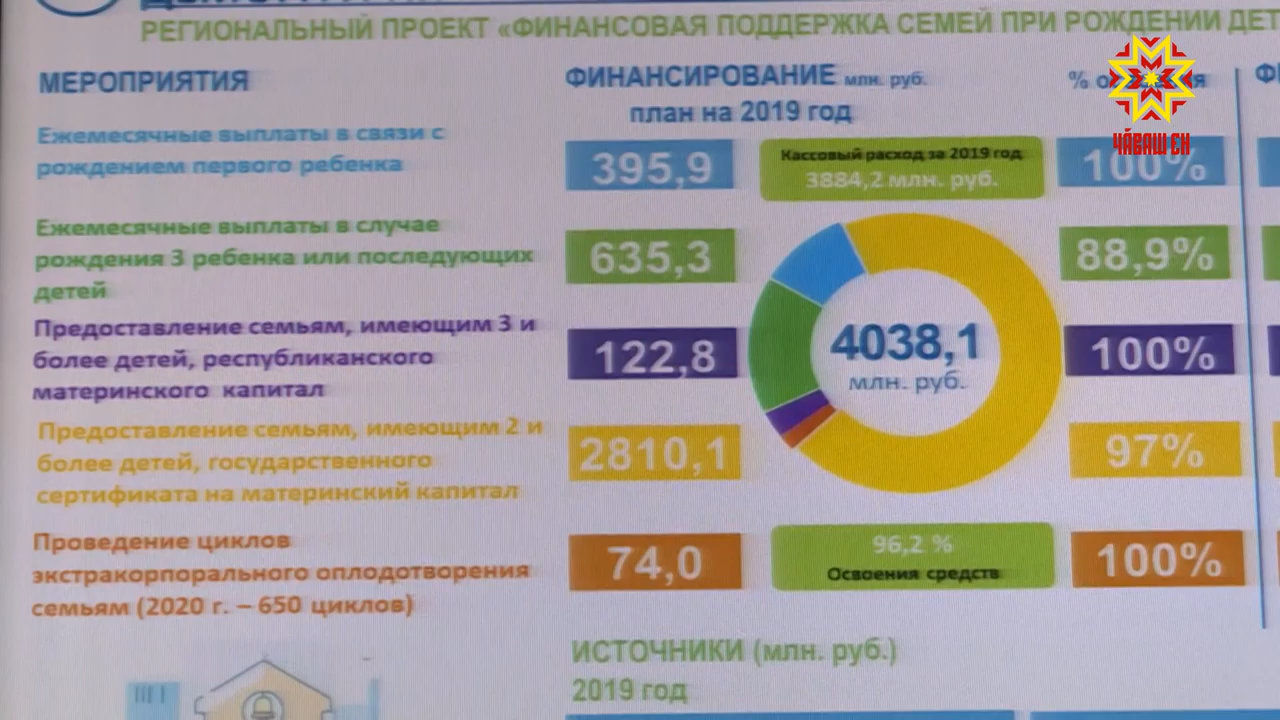 РЕГИОНАЛЬНЫЙ ПРОЕКТ «ФИНАНСОВАЯ ПОДДЕРЖКА СЕМЕЙ ПРИ РОЖДЕНИИ ДЕТ
МЕРОПРИЯТИЯ
ФИНАНСИРОВАНИЕ млн. руб.
план на 2019 год
%
ЧӐВАШ ЕН
Ежемесячные выплаты в связи с
рождением первого ребенка
395,9
Кассовый расход за 2019 год
3884,2 млн. руб.
100%
Ежемесячные выплаты в случае
рождения 3 ребенка или последующих
детей
635,3
88,9%
Предоставление семьям, имеющим 3 и
более детей, республиканского
материнского капитал
122,8
4038,1
млн. руб.
100%
Предоставление семьям, имеющим 2 и
более детей, государственного
сертификата на материнский капитал
2810,1
97%
Проведение циклов
экстракорпорального оплодотворения
семьям (2020 г. – 650 циклов)
74,0
96,2 %
Освоения средств
100%
ИСТОЧНИКИ (млн. руб.)
2019 год